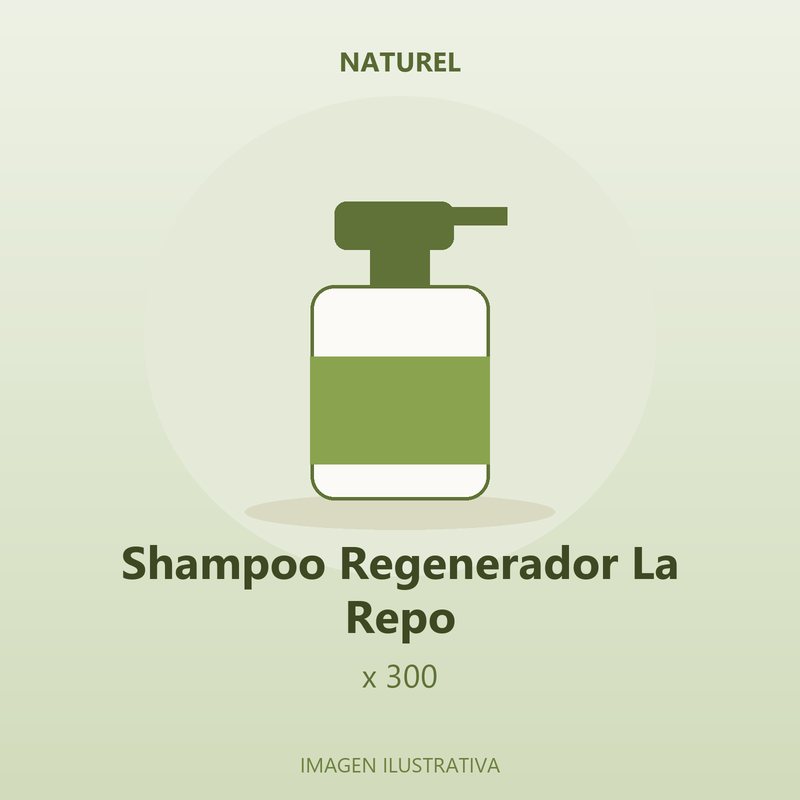 NATUREL
Shampoo Regenerador La
Repo
x 300
IMAGEN ILUSTRATIVA